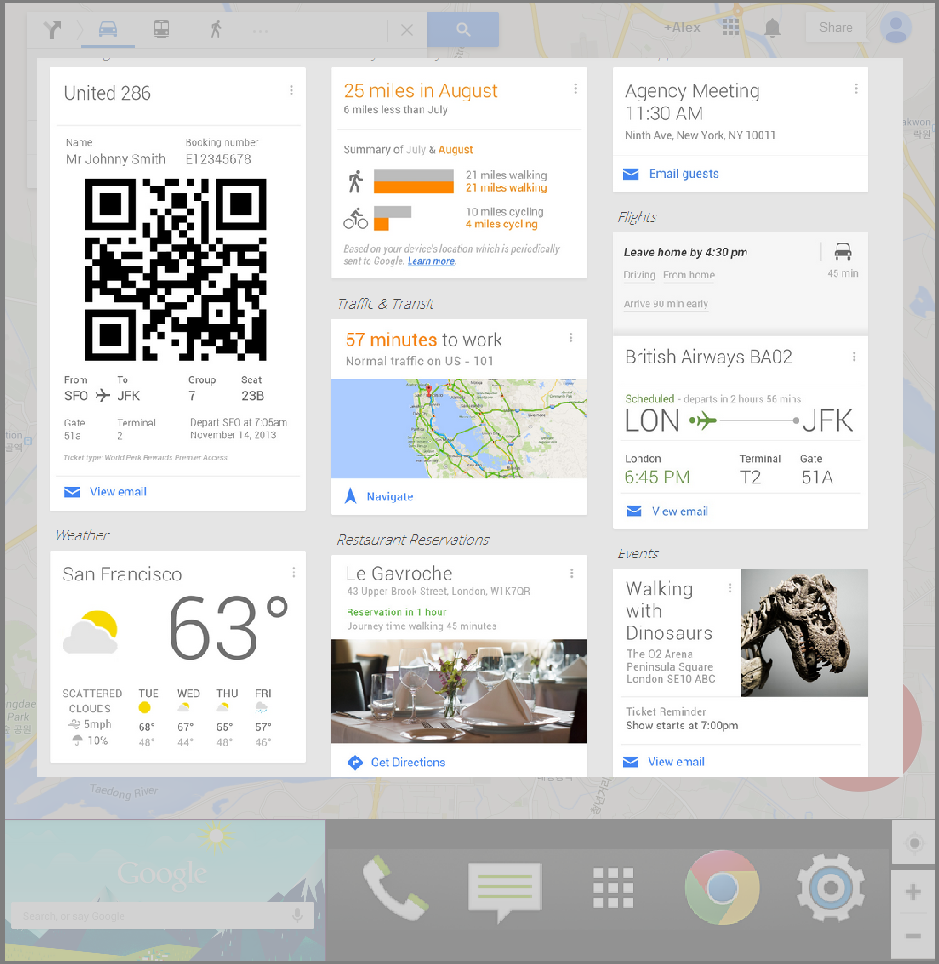 +Alex
Share
United 286
Name Booking number
Mr Johnny Smith E12345678
From To Group Seat
SFO JFK 7 23B
Gate Terminal Depart SFO at 7:05am
51a 2 November 14, 2013
Ticket type: World Perk Rewards Premier Access
View email
Weather
San Francisco
63°
SCATTERED
CLOUES
5mph
10%
TUE WED THU FRI
68° 67° 55° 57°
48° 44° 48° 46°
25 miles in August
6 miles less than July
Summary of July & August
21 miles walking
21 miles walking
10 miles cycling
4 miles cycling
Based on your device's location which is periodically
sent to Google. Learn more.
Traffic & Transit
57 minutes to work
Normal traffic on US - 101
Navigate
Restaurant Reservations
Le Gavroche
43 Upper Brook Street, London, W1K7QR
Reservation in 1 hour
Journey time walking 45 minutes
Get Directions
Agency Meeting
11:30 AM
Ninth Ave, New York, NY 10011
Email guests
Flights
Leave home by 4:30 pm
Driving From home
45 min
Arrive 90 min early
British Airways BA02
Scheduled - departs in 2 hours 56 mins
LON JFK
London Terminal Gate
6:45 PM T2 51A
View email
Events
Walking
with
Dinosaurs
The O2 Arena
Peninsula Square
London SE10 ABC
Ticket Reminder
Show starts at 7:00pm
View email
Taedong River
Google
Search, or say Google
+
−